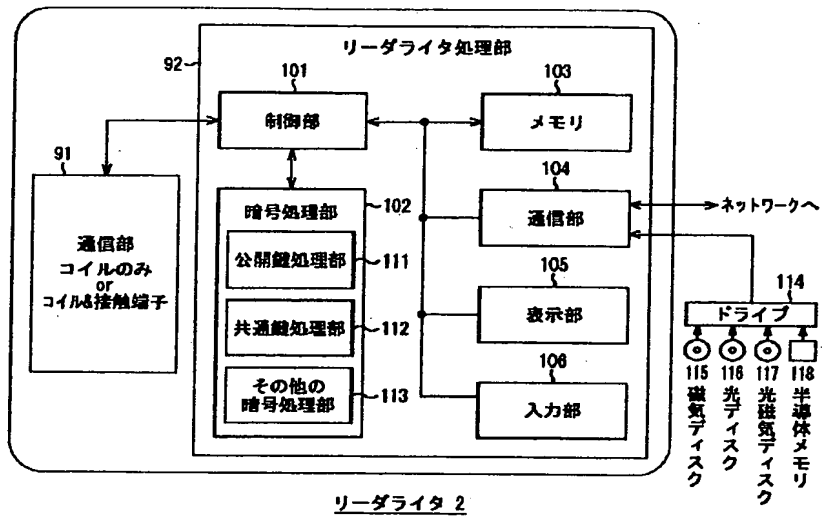 リーダライタ処理部
92
101
制御部
103
メモリ
91
通信部
コイルのみ
or
コイル&接触端子
102
暗号処理部
公開鍵処理部
111
共通鍵処理部
112
その他の
暗号処理部
113
104
通信部
ネットワークへ
105
表示部
106
入力部
114
ドライブ
115
磁気ディスク
116
光ディスク
117
光磁気ディスク
118
半導体メモリ
リーダライタ 2